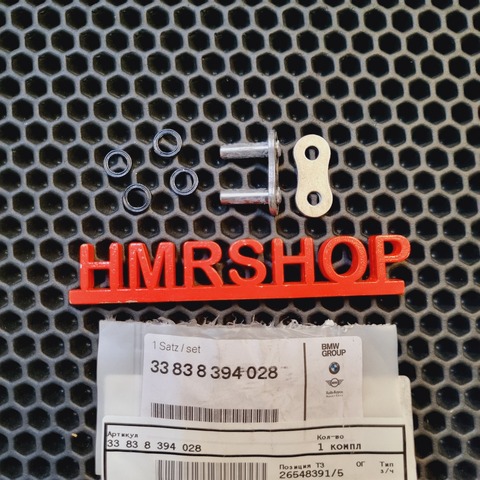 HMRSHOP
1 Satz / set
BMW
GROUP
33 83 8 394 028
Артикул
33 83 8 394 028
Кол-во
1 компл
Позиция ТЗ
26548391/5
ОГ
Тип
з/ч